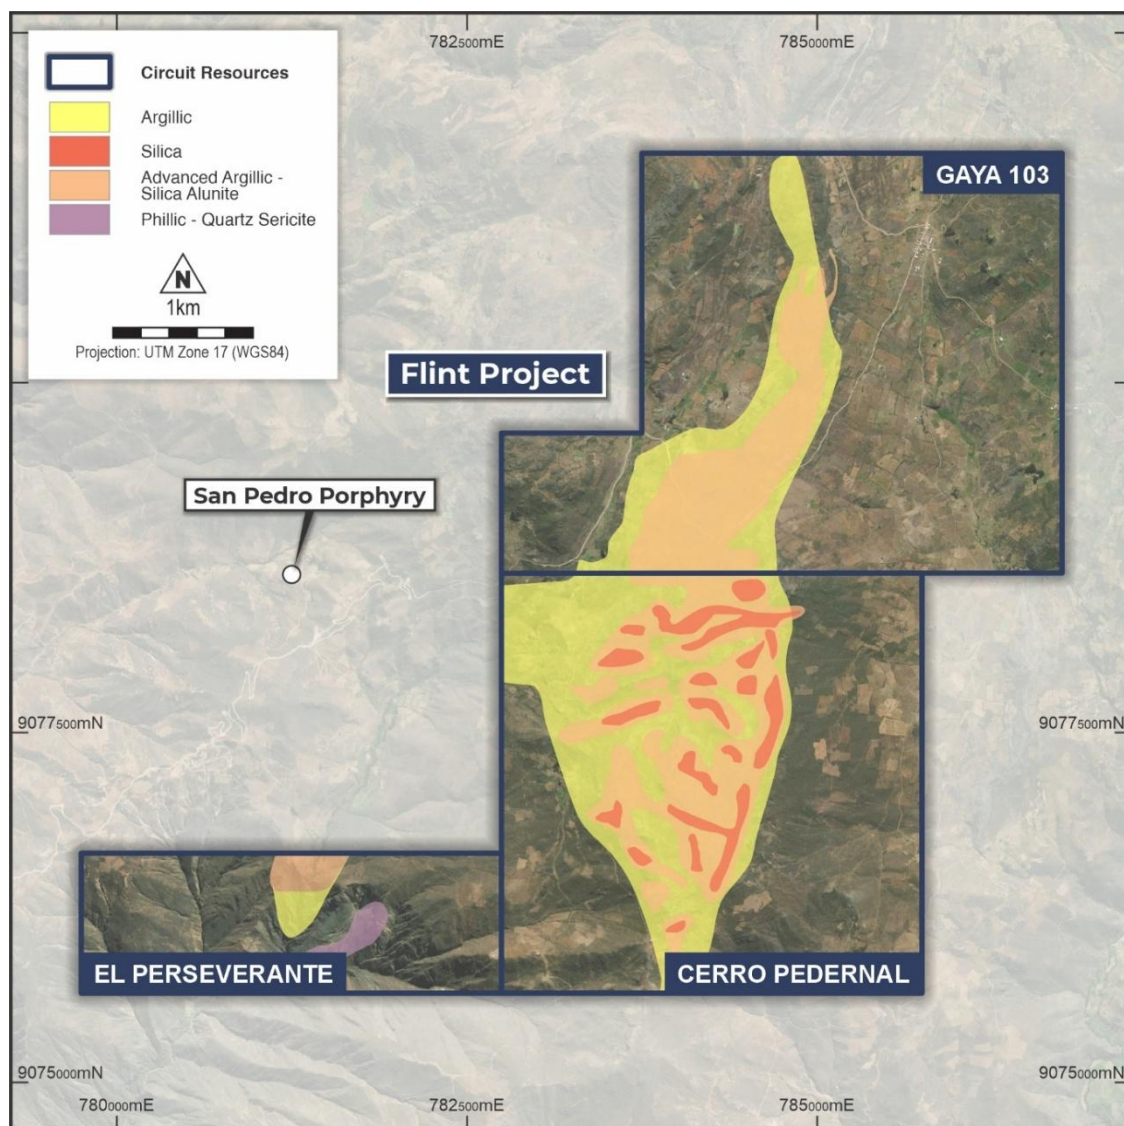 782500mE
785000mE
Circuit Resources
Argillic
Silica
Advanced Argillic -
Silica Alunite
Phillic - Quartz Sericite
N
1km
Projection: UTM Zone 17 (WGS84)
GAYA 103
Flint Project
San Pedro Porphyry
9077500mN
9077500mN
EL PERSEVERANTE
CERRO PEDERNAL
9075000mN
9075000mN
780000mE
782500mE
785000mE